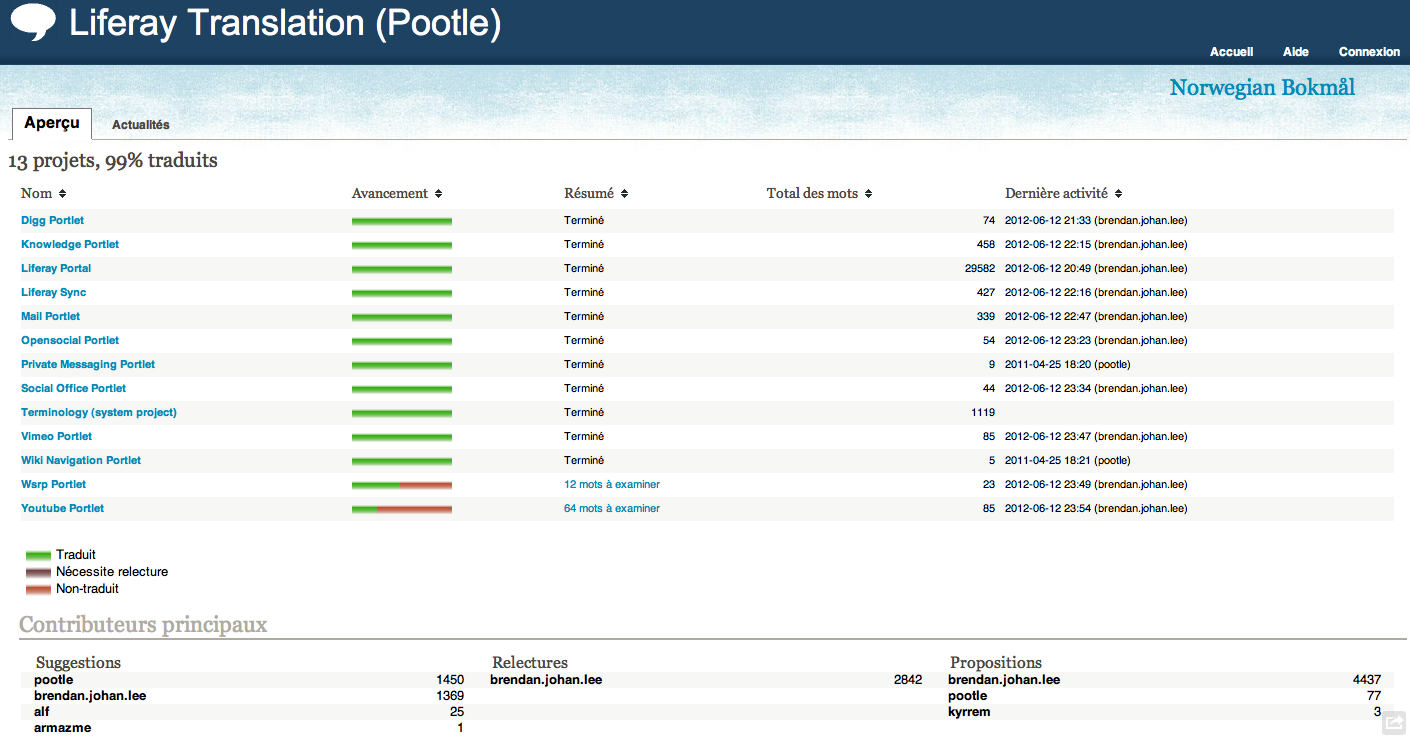 Liferay Translation (Pootle)
Accueil Aide Connexion
Norwegian Bokmål
Aperçu Actualités
13 projets, 99% traduits
Nom Avancement Résumé Total des mots Dernière activité
Digg Portlet Terminé 74 2012-06-12 21:33 (brendan.johan.lee)
Knowledge Portlet Terminé 458 2012-06-12 22:15 (brendan.johan.lee)
Liferay Portal Terminé 29582 2012-06-12 20:49 (brendan.johan.lee)
Liferay Sync Terminé 427 2012-06-12 22:16 (brendan.johan.lee)
Mail Portlet Terminé 339 2012-06-12 22:47 (brendan.johan.lee)
Opensocial Portlet Terminé 54 2012-06-12 23:23 (brendan.johan.lee)
Private Messaging Portlet Terminé 9 2011-04-25 18:20 (pootle)
Social Office Portlet Terminé 44 2012-06-12 23:34 (brendan.johan.lee)
Terminology (system project) Terminé 1119
Vimeo Portlet Terminé 85 2012-06-12 23:47 (brendan.johan.lee)
Wiki Navigation Portlet Terminé 5 2011-04-25 18:21 (pootle)
Wsrp Portlet 12 mots à examiner 23 2012-06-12 23:49 (brendan.johan.lee)
Youtube Portlet 64 mots à examiner 85 2012-06-12 23:54 (brendan.johan.lee)
Traduit
Nécessite relecture
Non-traduit
Contributeurs principaux
Suggestions Relectures Propositions
pootle 1450 brendan.johan.lee 2842 brendan.johan.lee 4437
brendan.johan.lee 1369 pootle 77
alf 25 kyrrem 3
armazme 1